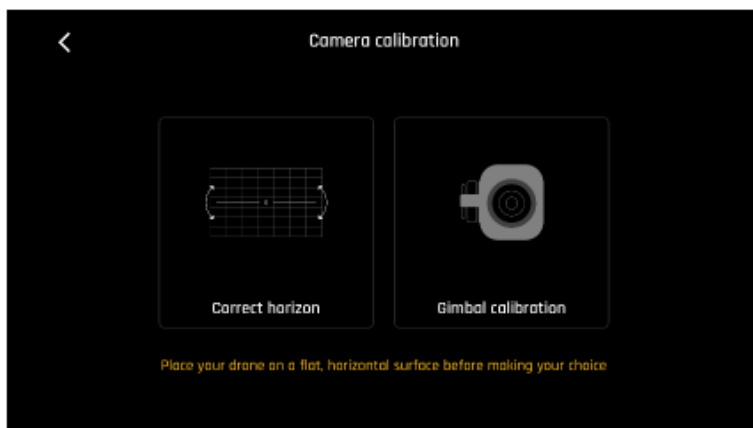 Camera calibration
Correct horizon
Gimbal calibration
Place your drone on a flat, horizontal surface before making your choice